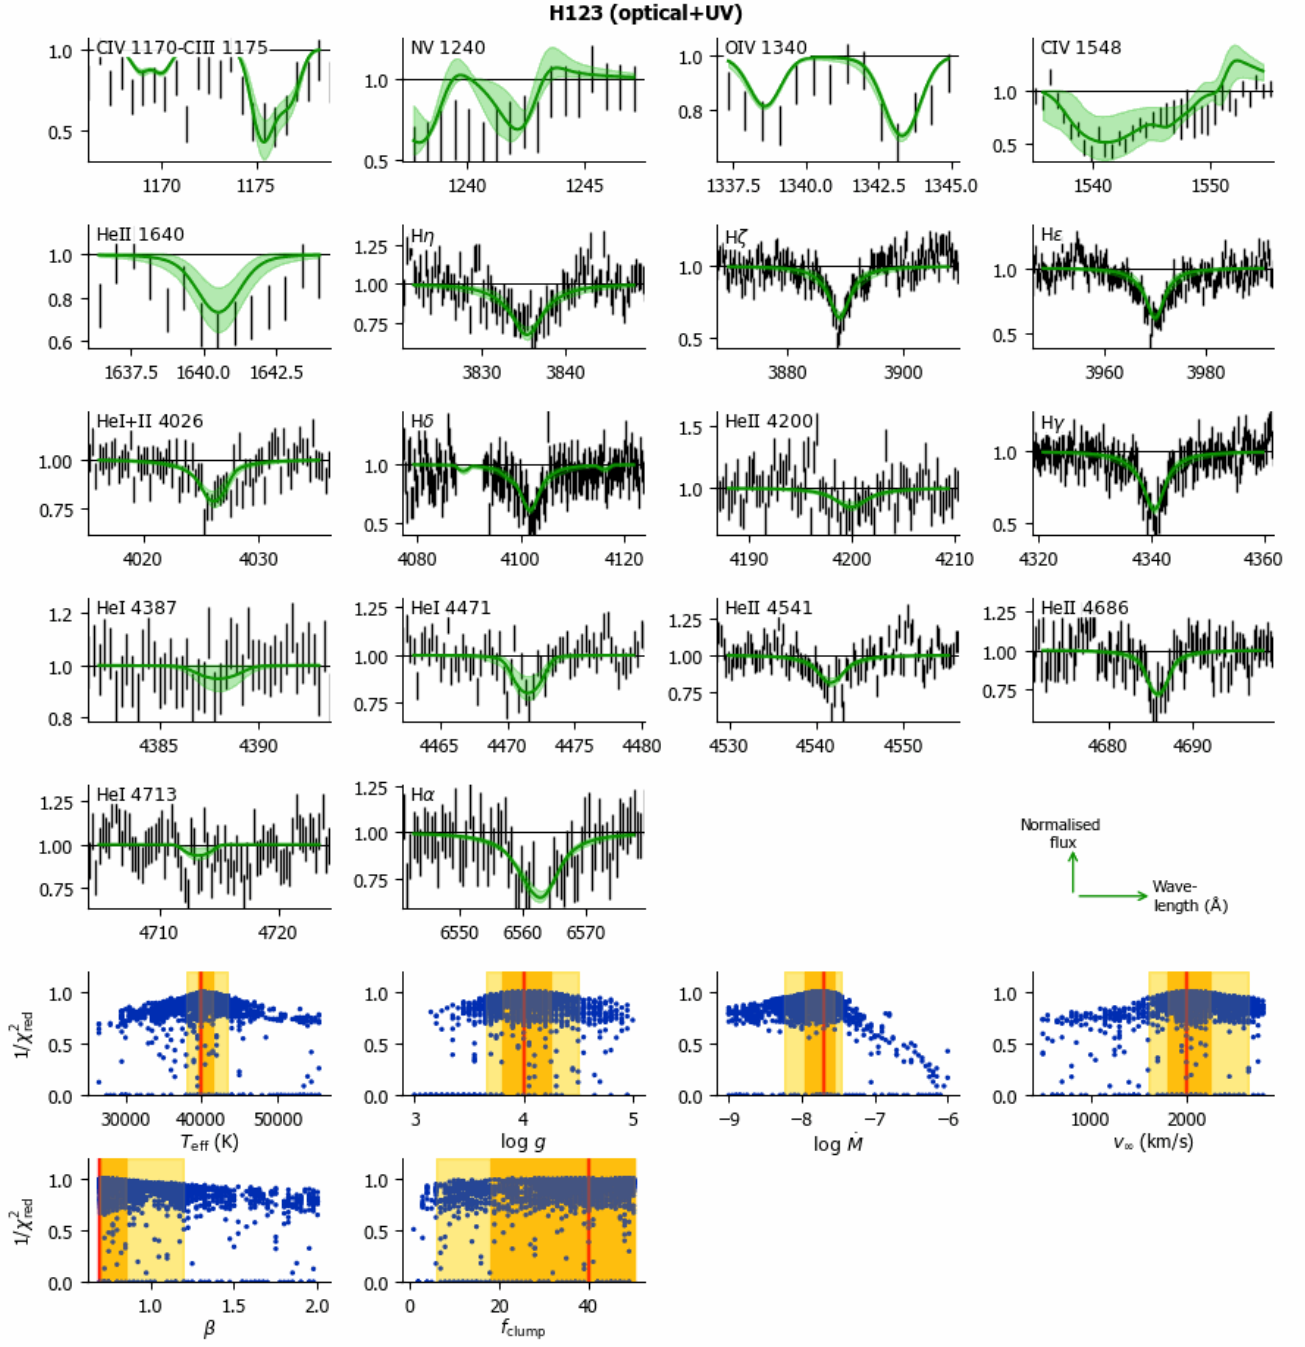 H123 (optical+UV)
CIV 1170-CIII 1175
1.0
0.5
1170 1175
NV 1240
1.0
0.5
1240 1245
OIV 1340
1.0
0.8
1337.5 1340.0 1342.5 1345.0
CIV 1548
1.0
0.5
1540 1550
HeII 1640
1.0
0.8
0.6
1637.5 1640.0 1642.5
Hη
1.25
1.00
0.75
3830 3840
Hζ
1.0
0.5
3880 3900
Hε
1.0
0.5
3960 3980
HeI+II 4026
1.00
0.75
4020 4030
Hδ
1.0
0.5
4080 4100 4120
HeII 4200
1.5
1.0
4190 4200 4210
Hγ
1.0
0.5
4320 4340 4360
HeI 4387
1.2
1.0
0.8
4385 4390
HeI 4471
1.25
1.00
0.75
4465 4470 4475 4480
HeII 4541
1.25
1.00
0.75
4530 4540 4550
HeII 4686
1.25
1.00
0.75
4680 4690
HeI 4713
1.25
1.00
0.75
4710 4720
Hα
1.25
1.00
0.75
6550 6560 6570
Normalised
flux
Wave-
length (Å)
1/χ²red
1.0
0.5
0.0
30000 40000 50000
Teff (K)
1.0
0.5
0.0
3 4 5
log g
1.0
0.5
0.0
−9 −8 −7 −6
log Ṁ
1.0
0.5
0.0
1000 2000
v∞ (km/s)
1/χ²red
1.0
0.5
0.0
1.0 1.5 2.0
β
1.0
0.5
0.0
0 20 40
fclump